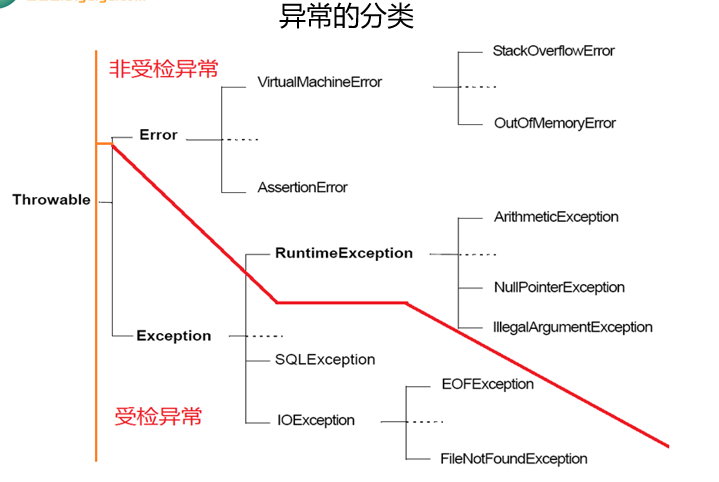 异常的分类
非受检异常
StackOverflowError
VirtualMachineError
OutOfMemoryError
Error
AssertionError
Throwable
ArithmeticException
RuntimeException
NullPointerException
IllegalArgumentException
Exception
SQLException
EOFException
受检异常
IOException
FileNotFoundException